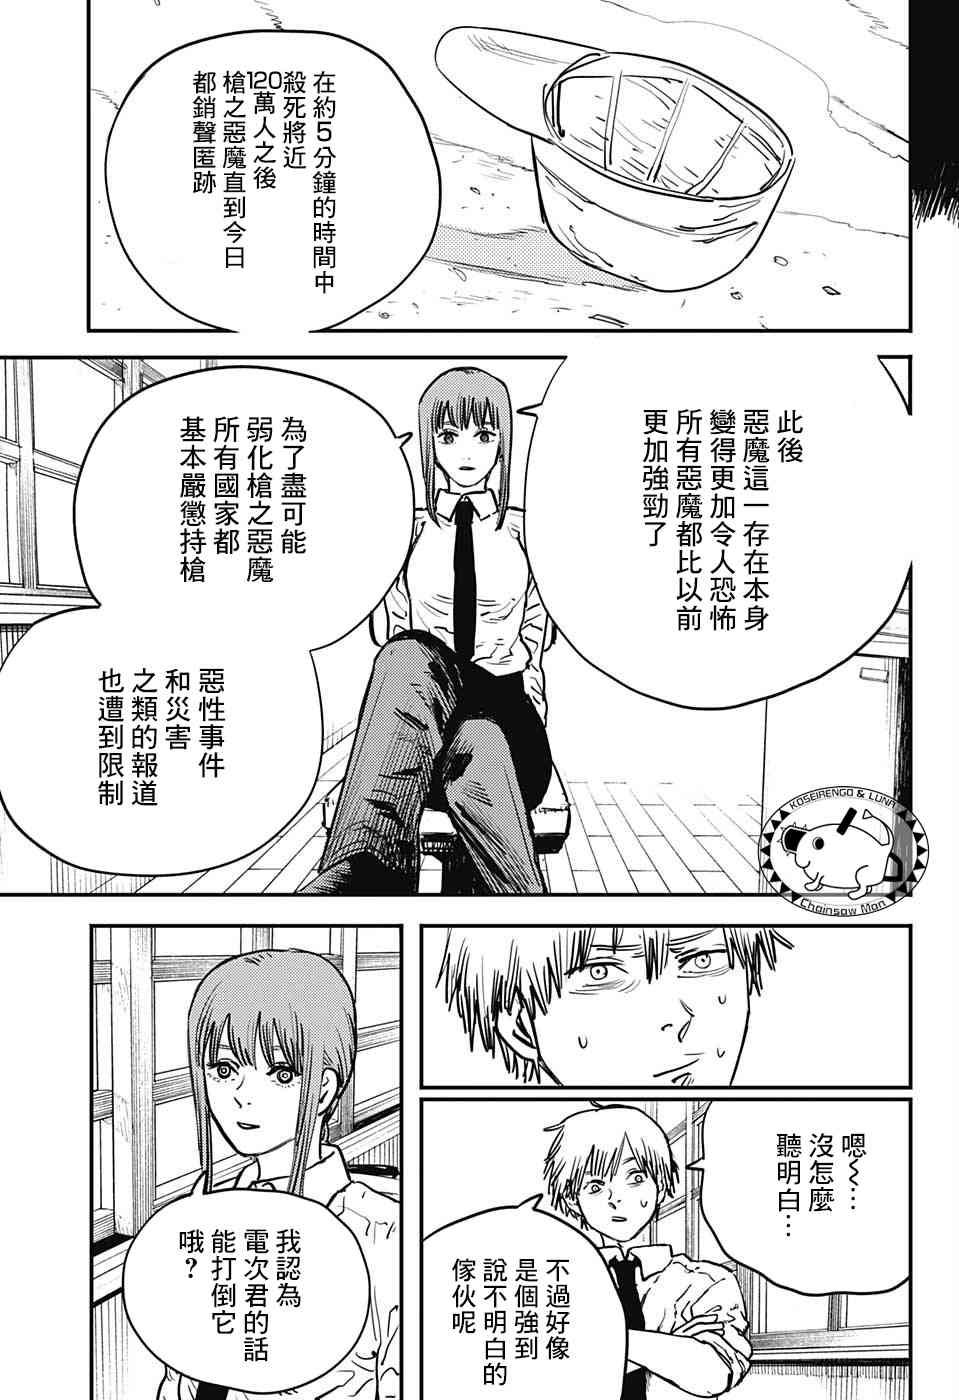 在約5分鐘的時間中
殺死將近
120萬人之後
槍之惡魔直到今日
都銷聲匿跡
此後
惡魔這一存在本身
變得更加令人恐怖
所有惡魔都比以前
更加強勁了
為了盡可能
弱化槍之惡魔
所有國家都
基本嚴懲持槍
惡性事件
和災害
之類的報道
也遭到限制
KOSEIRENGO & LUNA
Chainsaw Man
嗯～…
沒怎麼
聽明白…
不過好像
是個強到
說不明白的
傢伙呢
我認為
電次君的話
能打倒它
哦？